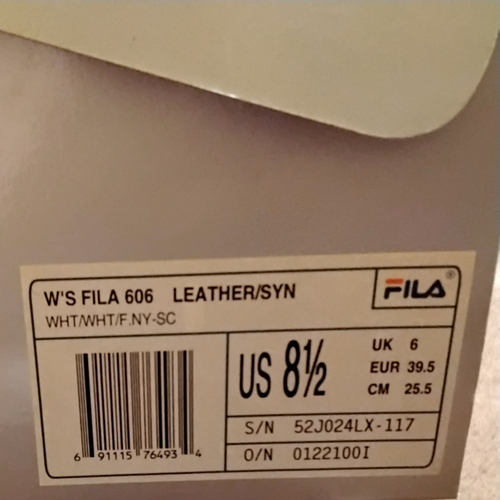 W'S FILA 606 LEATHER/SYN
WHT/WHT/F.NY-SC
FILA®
US 8½
UK 6
EUR 39.5
CM 25.5
S/N 52J024LX-117
O/N 0122100I
6 91115 76493 4